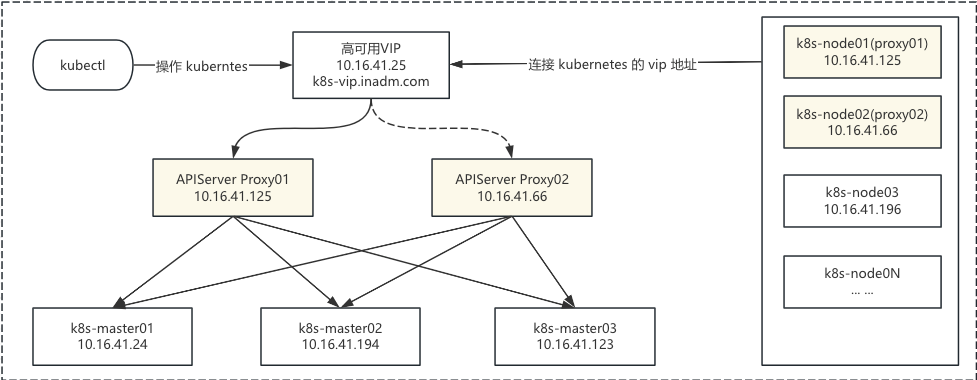 kubectl
操作 kuberntes
高可用VIP
10.16.41.25
k8s-vip.inadm.com
连接 kubernetes 的 vip 地址
k8s-node01(proxy01)
10.16.41.125
k8s-node02(proxy02)
10.16.41.66
k8s-node03
10.16.41.196
k8s-node0N
... ...
APIServer Proxy01
10.16.41.125
APIServer Proxy02
10.16.41.66
k8s-master01
10.16.41.24
k8s-master02
10.16.41.194
k8s-master03
10.16.41.123